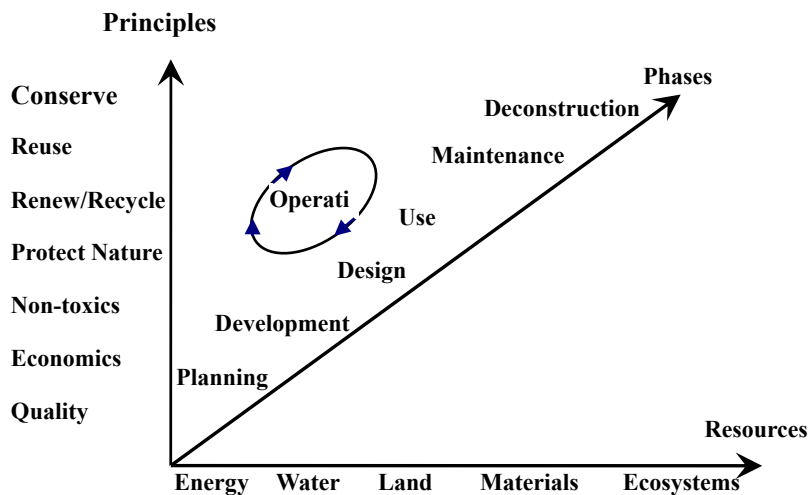 Principles
Phases
Conserve
Deconstruction
Reuse
Maintenance
Renew/Recycle
Operati
Use
Protect Nature
Design
Non-toxics
Development
Economics
Planning
Quality
Resources
Energy Water Land Materials Ecosystems